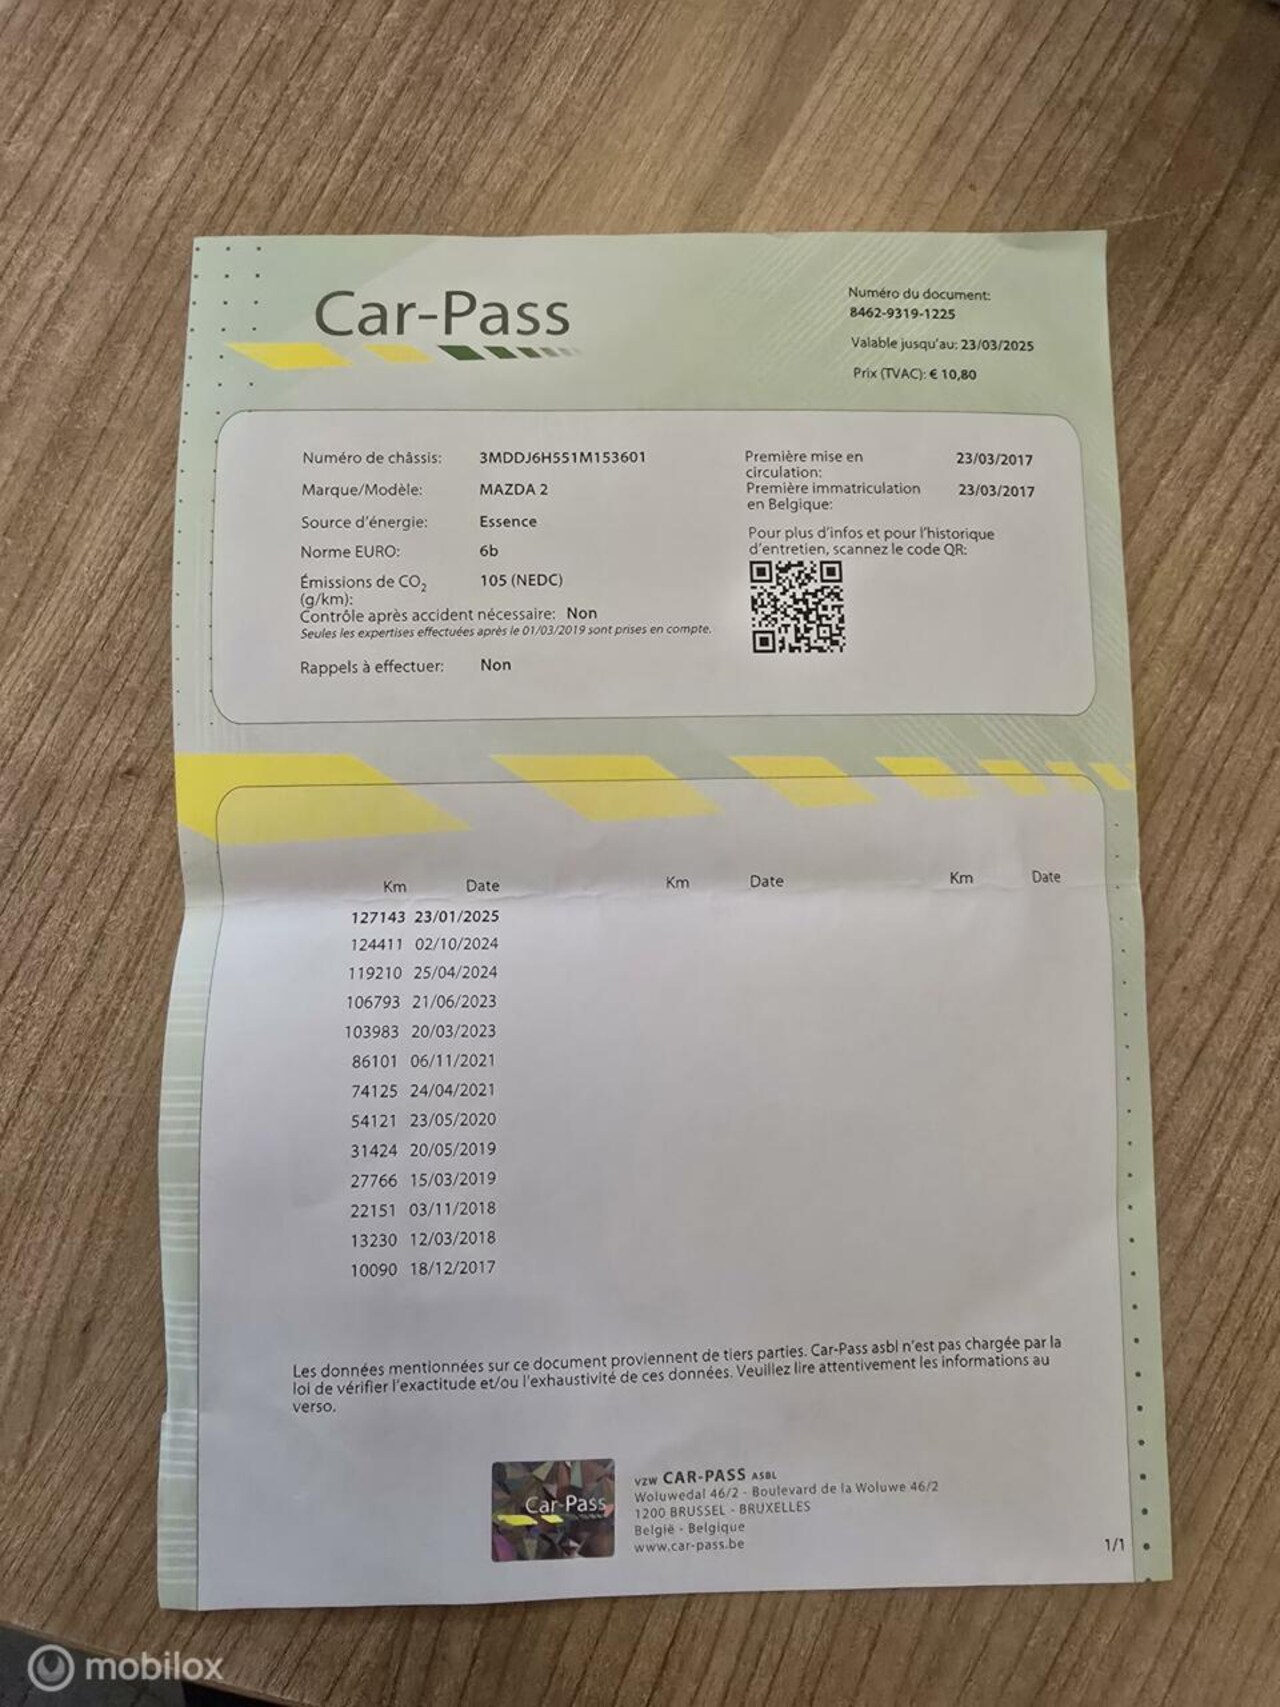 Car-Pass
Numéro du document:
8462-9319-1225
Valable jusqu'au: 23/03/2025
Prix (TVAC): € 10,80
Numéro de châssis: 3MDDJ6H551M153601
Marque/Modèle: MAZDA 2
Source d'énergie: Essence
Norme EURO: 6b
Émissions de CO2 105 (NEDC)
(g/km):
Contrôle après accident nécessaire: Non
Seules les expertises effectuées après le 01/03/2019 sont prises en compte.
Rappels à effectuer: Non
Première mise en 23/03/2017
circulation:
Première immatriculation 23/03/2017
en Belgique:
Pour plus d'infos et pour l'historique
d'entretien, scannez le code QR:
Km Date Km Date Km Date
127143 23/01/2025
124411 02/10/2024
119210 25/04/2024
106793 21/06/2023
103983 20/03/2023
86101 06/11/2021
74125 24/04/2021
54121 23/05/2020
31424 20/05/2019
27766 15/03/2019
22151 03/11/2018
13230 12/03/2018
10090 18/12/2017
Les données mentionnées sur ce document proviennent de tiers parties. Car-Pass asbl n'est pas chargée par la
loi de vérifier l'exactitude et/ou l'exhaustivité de ces données. Veuillez lire attentivement les informations au
verso.
Car-Pass
VZW CAR-PASS ASBL
Woluwedal 46/2 - Boulevard de la Woluwe 46/2
1200 BRUSSEL - BRUXELLES
België - Belgique
www.car-pass.be
1/1
mobilox